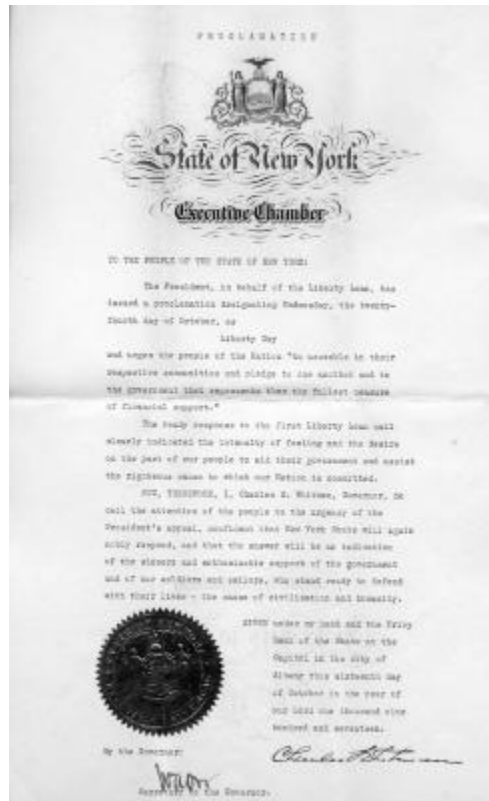 PROCLAMATION
State of New York
Executive Chamber
TO THE PEOPLE OF THE STATE OF NEW YORK:
The President, in behalf of the Liberty Loan, has
issued a proclamation designating Wednesday, the twenty-
fourth day of October, as
Liberty Day
and urges the people of the Nation "to assemble in their
respective communities and pledge to one another and to
the government that represents them the fullest measure
of financial support."
The ready response to the first Liberty Loan call
clearly indicated the intensity of feeling and the desire
on the part of our people to aid their government and assist
the righteous cause to which our Nation is committed.
NOW, THEREFORE, I, Charles S. Whitman, Governor, do
call the attention of the people to the urgency of the
President's appeal, confident that New York State will again
nobly respond, and that the answer will be an indication
of the sincere and enthusiastic support of the government
and of our soldiers and sailors, who stand ready to defend
with their lives - the cause of civilization and humanity.
GIVEN under my hand and the Privy
Seal of the State at the
Capitol in the City of
Albany this sixteenth day
of October in the year of
our Lord one thousand nine
hundred and seventeen.
By the Governor:
Charles S Whitman
Secretary to the Governor.